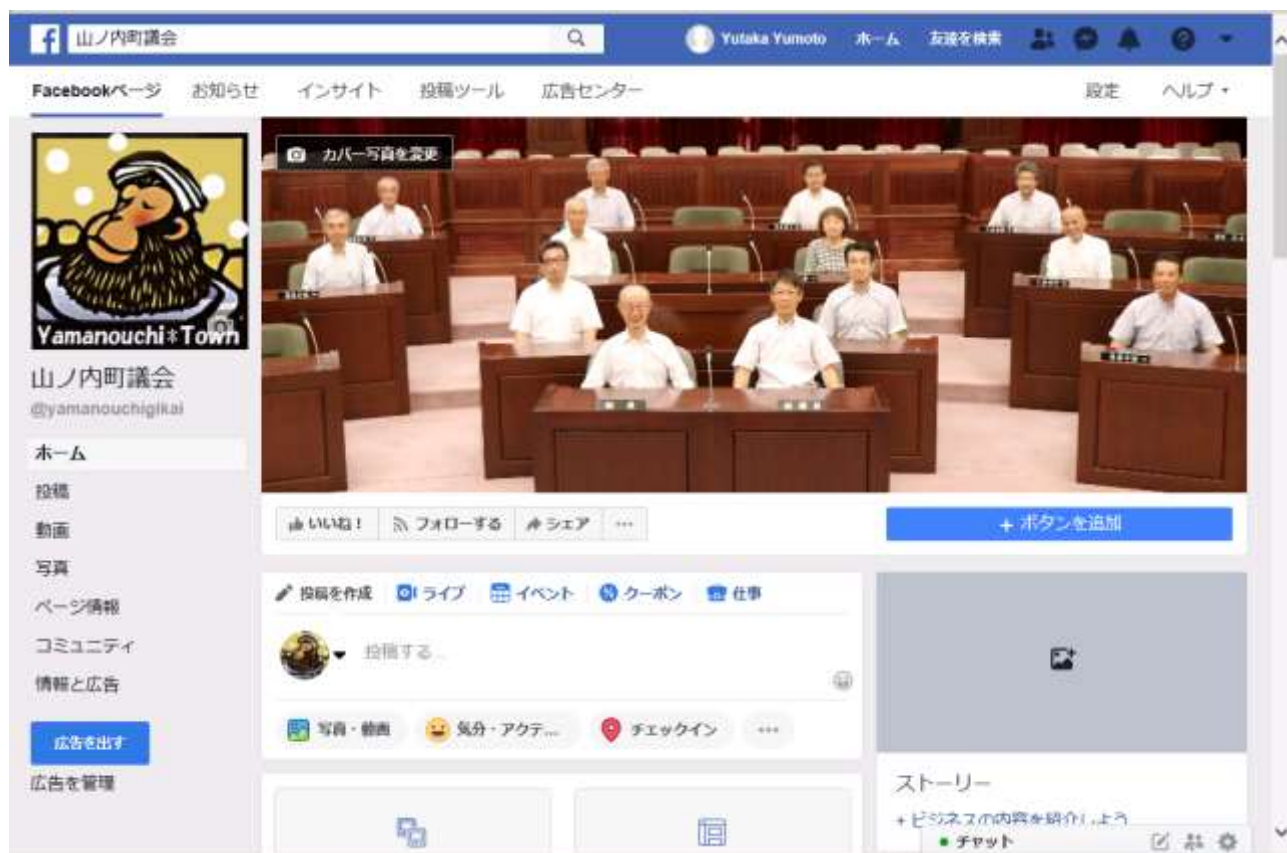 山ノ内町議会
Yutaka Yumoto ホーム 友達を検索
Facebookページ お知らせ インサイト 投稿ツール 広告センター 設定 ヘルプ
カバー写真を変更
Yamanouchi*Town
山ノ内町議会
@yamanouchigikai
ホーム
投稿
動画
写真
ページ情報
コミュニティ
情報と広告
広告を出す
広告を管理
いいね! フォローする シェア ...
+ ボタンを追加
投稿を作成 ライブ イベント クーポン 仕事
投稿する...
写真・動画 気分・アクテ... チェックイン ...
ストーリー
+ ビジネスの内容を紹介しよう
チャット